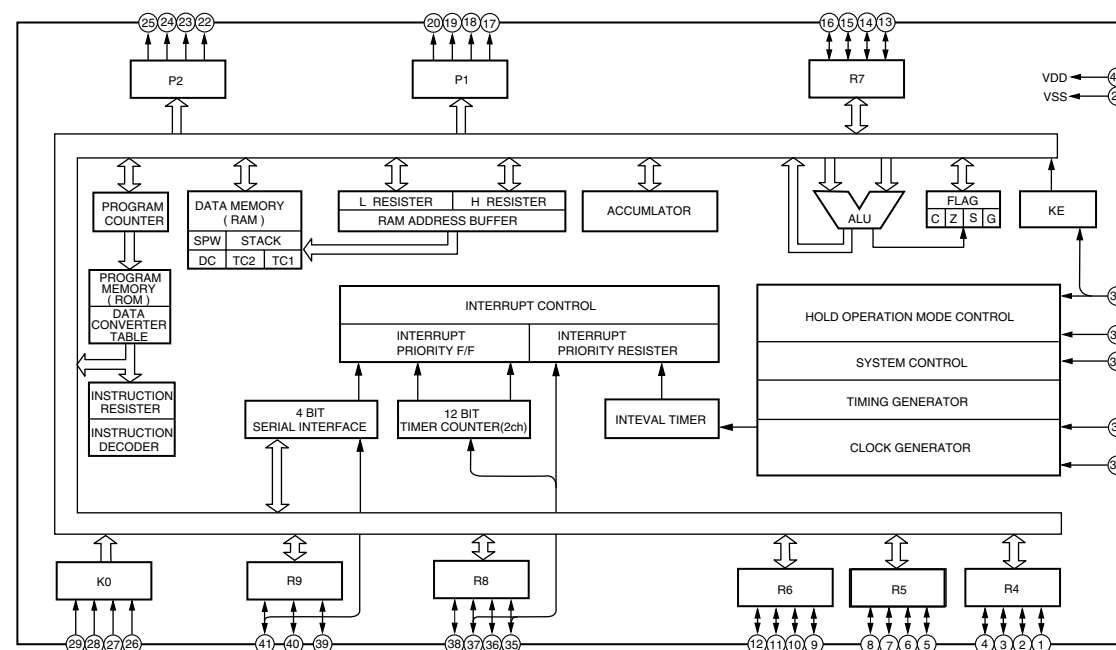 25 24 23 22
20 19 18 17
16 15 14 13
P2
P1
R7
VDD
VSS
PROGRAM
COUNTER
DATA MEMORY
( RAM )
SPW STACK
DC TC2 TC1
L RESISTER H RESISTER
RAM ADDRESS BUFFER
ACCUMLATOR
ALU
FLAG
C Z S G
KE
PROGRAM
MEMORY
( ROM )
DATA
CONVERTER
TABLE
INSTRUCTION
RESISTER
INSTRUCTION
DECODER
INTERRUPT CONTROL
INTERRUPT
PRIORITY F/F
INTERRUPT
PRIORITY RESISTER
HOLD OPERATION MODE CONTROL
SYSTEM CONTROL
TIMING GENERATOR
CLOCK GENERATOR
4 BIT
SERIAL INTERFACE
12 BIT
TIMER COUNTER(2ch)
INTEVAL TIMER
K0
R9
R8
R6
R5
R4
29 28 27 26
41 40 39
38 37 36 35
12 11 10 9
8 7 6 5
4 3 2 1